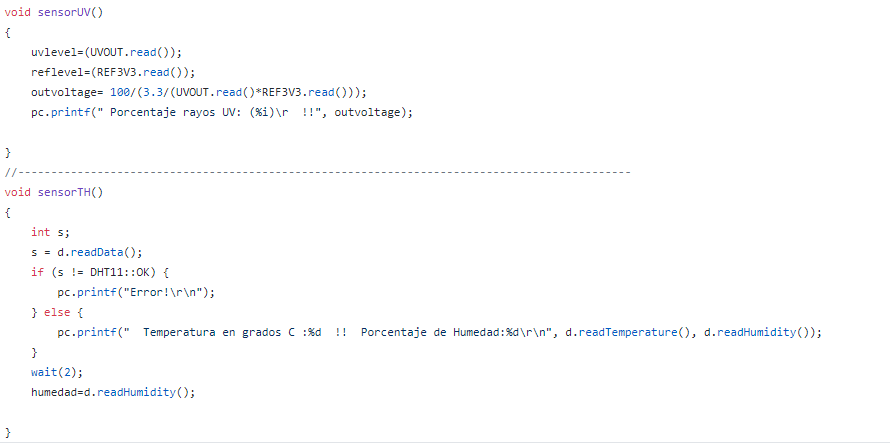 void sensorUV()
{
    uvlevel=(UVOUT.read());
    reflevel=(REF3V3.read());
    outvoltage= 100/(3.3/(UVOUT.read()*REF3V3.read()));
    pc.printf(" Porcentaje rayos UV: (%i)\r  !!", outvoltage);
}
//---------------------------------------------------------------------------------------------
void sensorTH()
{
    int s;
    s = d.readData();
    if (s != DHT11::OK) {
        pc.printf("Error!\r\n");
    } else {
        pc.printf("  Temperatura en grados C :%d  !!  Porcentaje de Humedad:%d\r\n", d.readTemperature(), d.readHumidity());
    }
    wait(2);
    humedad=d.readHumidity();
}